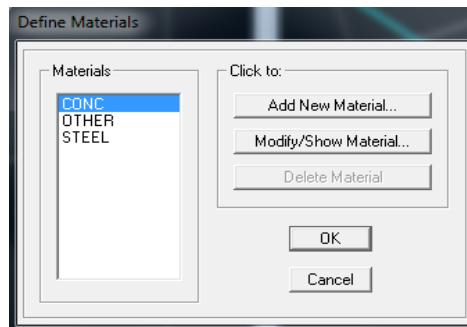 Define Materials
Materials
CONC
OTHER
STEEL
Click to:
Add New Material...
Modify/Show Material...
Delete Material
OK
Cancel